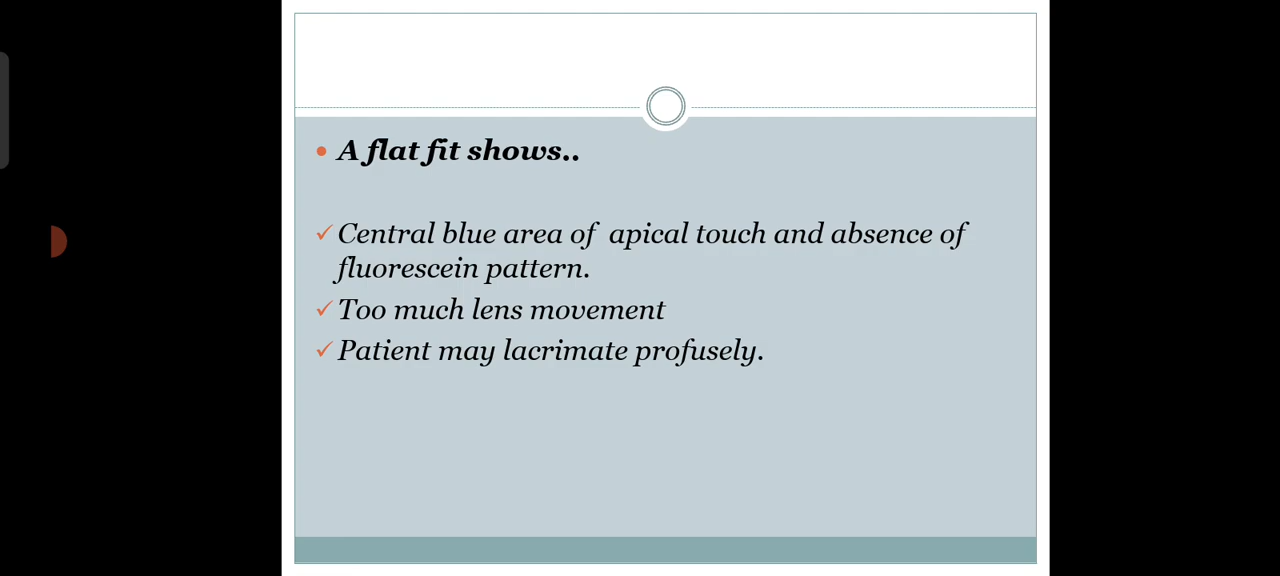 A flat fit shows..
Central blue area of apical touch and absence of
fluorescein pattern.
Too much lens movement
Patient may lacrimate profusely.